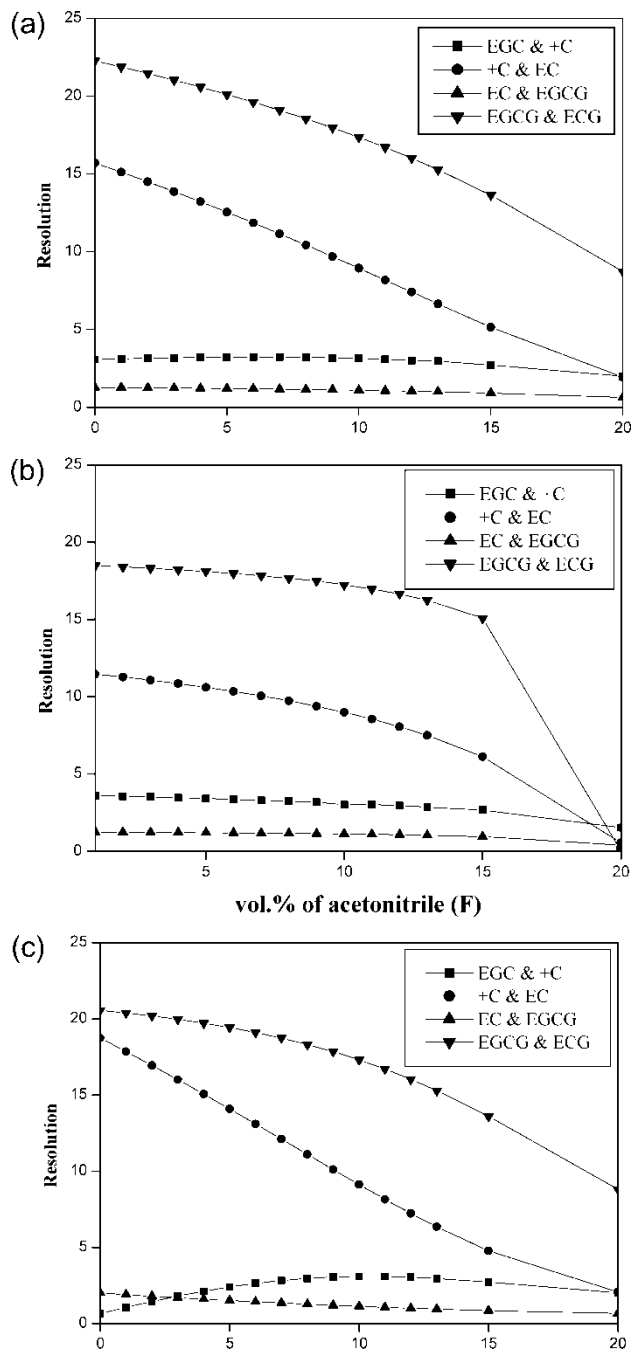 (a)
25
20
15
10
5
0
Resolution
EGC & +C
+C & EC
EC & EGCG
EGCG & ECG
0 5 10 15 20
(b)
25
20
15
10
5
0
Resolution
EGC & ·C
+C & EC
EC & EGCG
EGCG & ECG
5 10 15 20
vol.% of acetonitrile (F)
(c)
25
20
15
10
5
0
Resolution
EGC & +C
+C & EC
EC & EGCG
EGCG & ECG
0 5 10 15 20